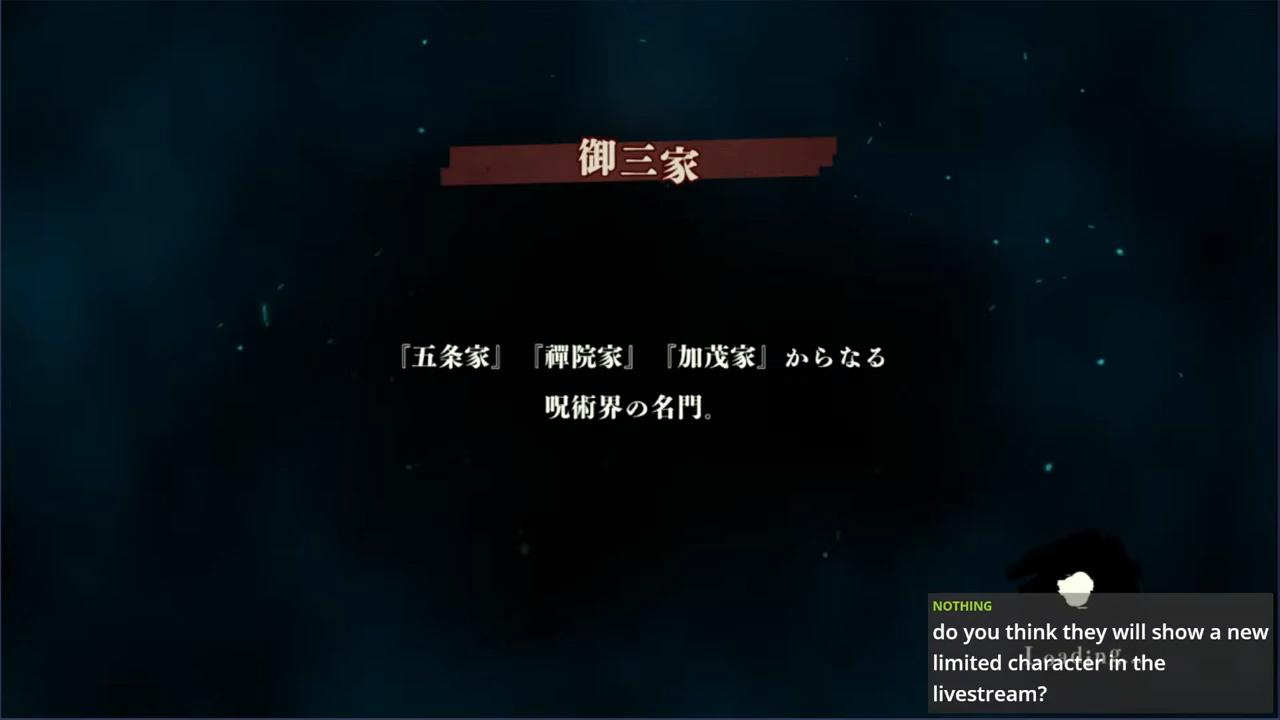 御三家
『五条家』 『禪院家』 『加茂家』からなる
呪術界の名門。
NOTHING
do you think they will show a new
limited character in the
livestream?
Loading...